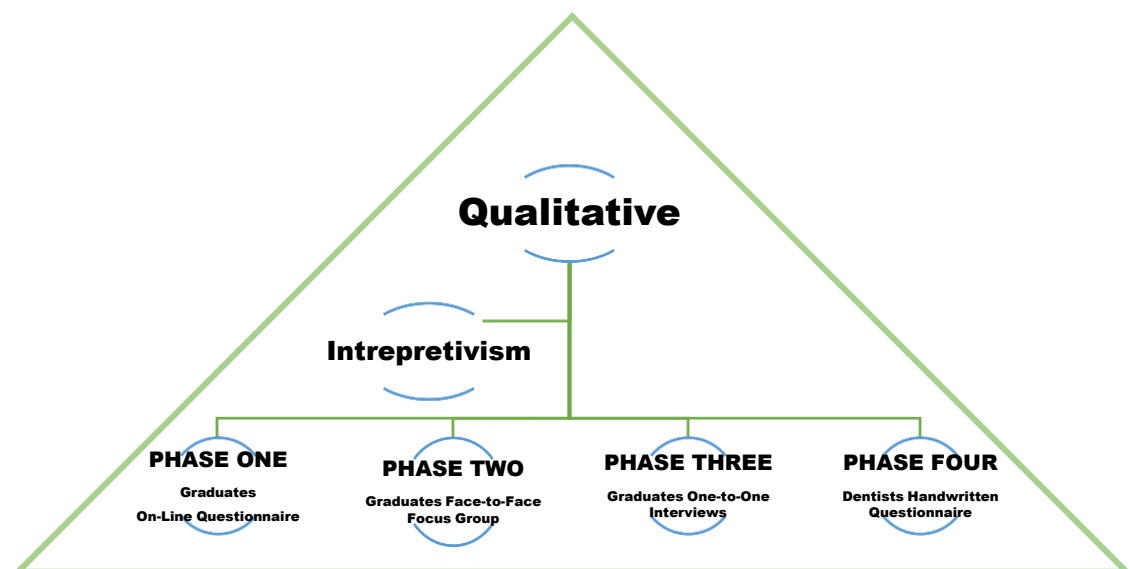 Qualitative
Intrepretivism
PHASE ONE
Graduates
On-Line Questionnaire
PHASE TWO
Graduates Face-to-Face
Focus Group
PHASE THREE
Graduates One-to-One
Interviews
PHASE FOUR
Dentists Handwritten
Questionnaire